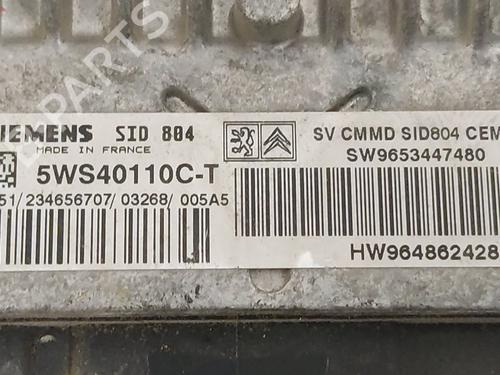 SIEMENS SID 804
MADE IN FRANCE
5WS40110C-T
51/234656707/03268/005A5
SV CMMD SID804 CEM
SW9653447480
HW964862428